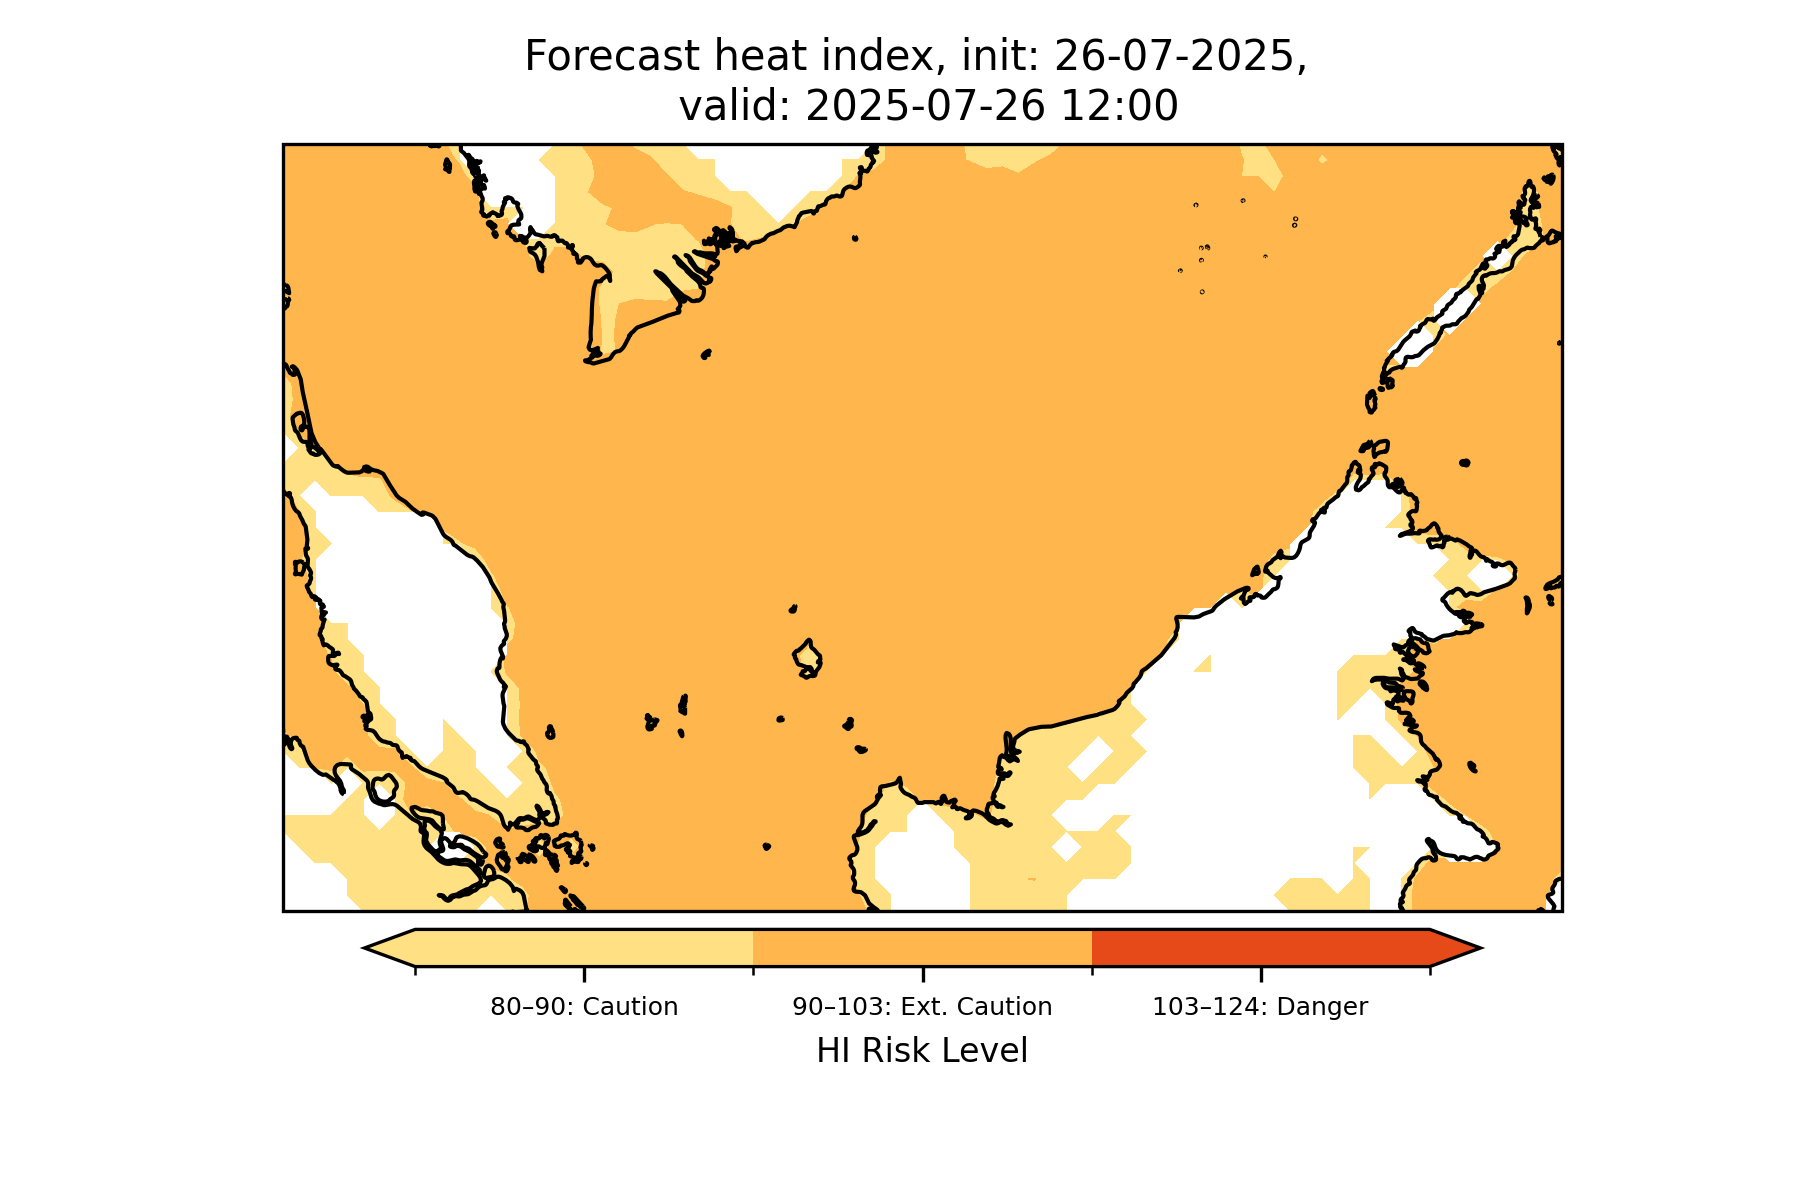 Forecast heat index, init: 26-07-2025,
valid: 2025-07-26 12:00
80–90: Caution
90–103: Ext. Caution
103–124: Danger
HI Risk Level